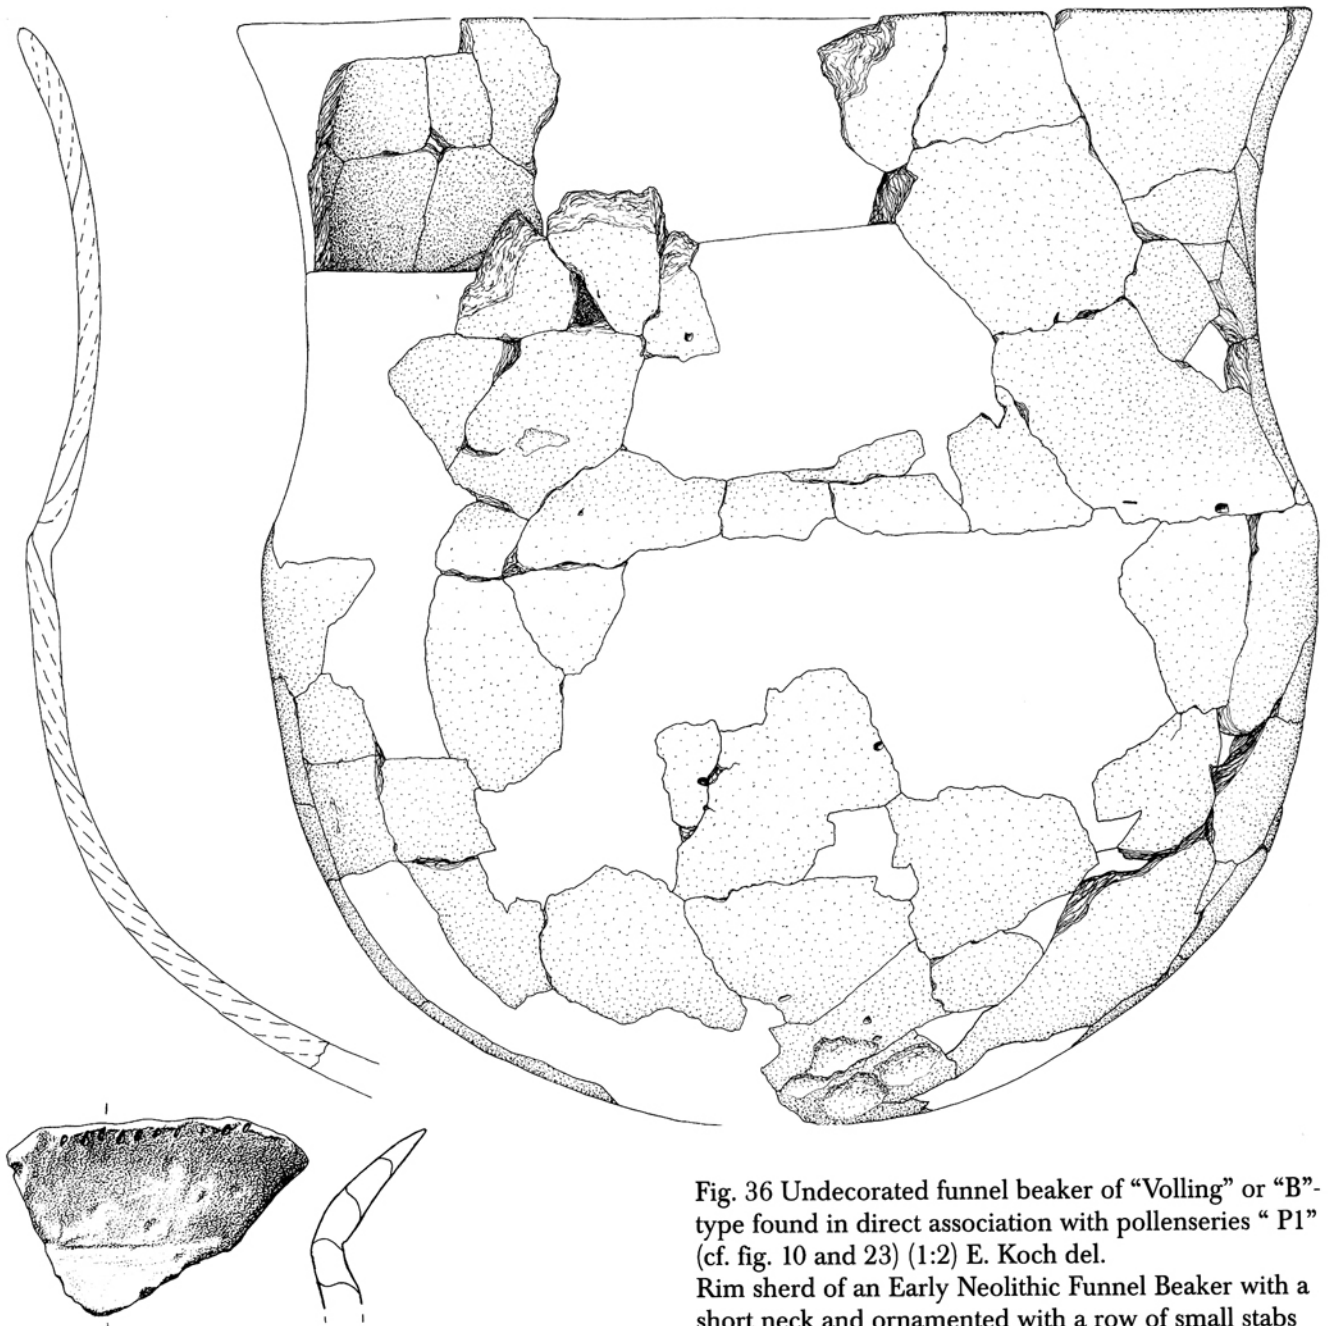 Fig. 36 Undecorated funnel beaker of “Volling” or “B”-
type found in direct association with pollenseries “ P1”
(cf. fig. 10 and 23) (1:2) E. Koch del.
Rim sherd of an Early Neolithic Funnel Beaker with a
short neck and ornamented with a row of small stabs